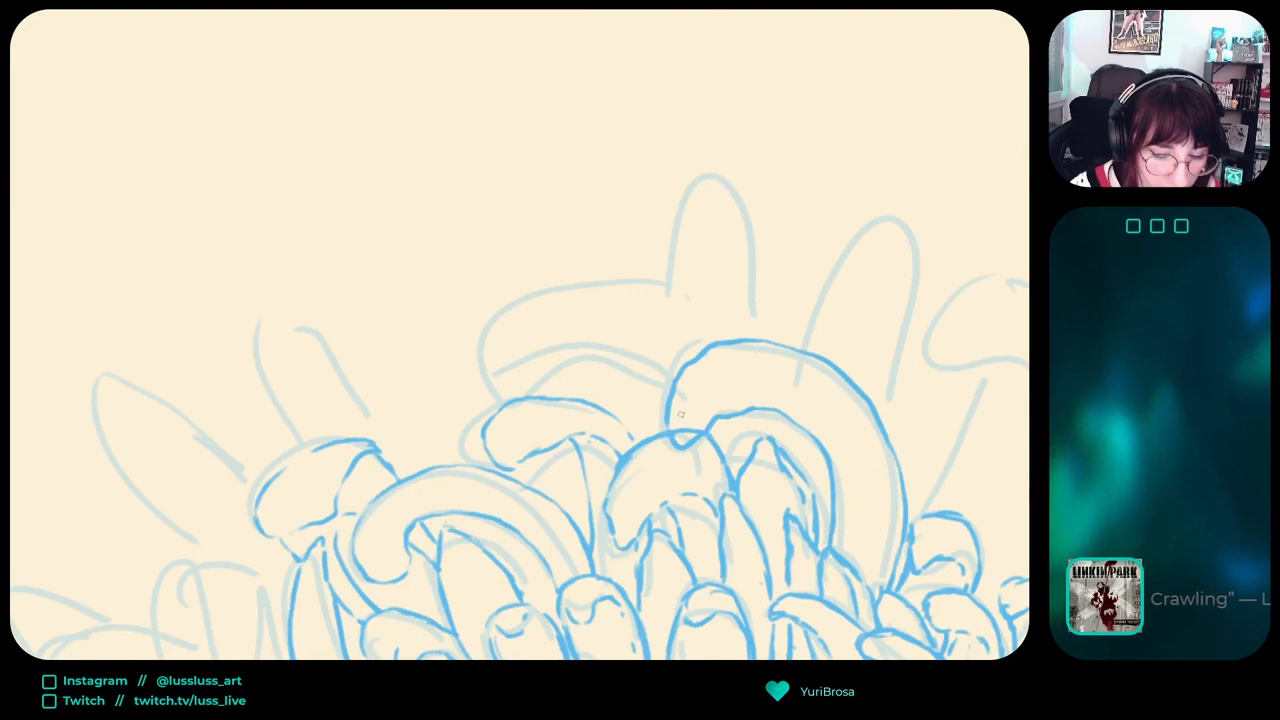 LINKIN PARK
Crawling” — L
Instagram // @lussluss_art
Twitch // twitch.tv/luss_live
YuriBrosa